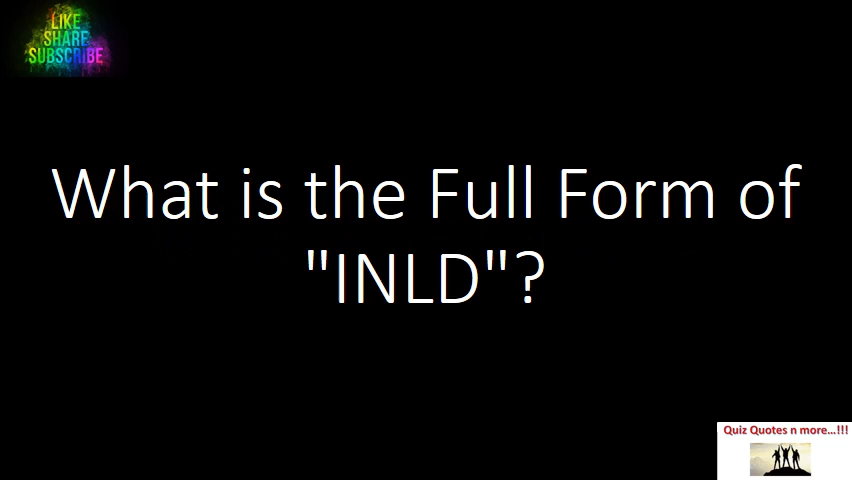 LIKE
SHARE
SUBSCRIBE
What is the Full Form of
"INLD"?
Quiz Quotes n more...!!!